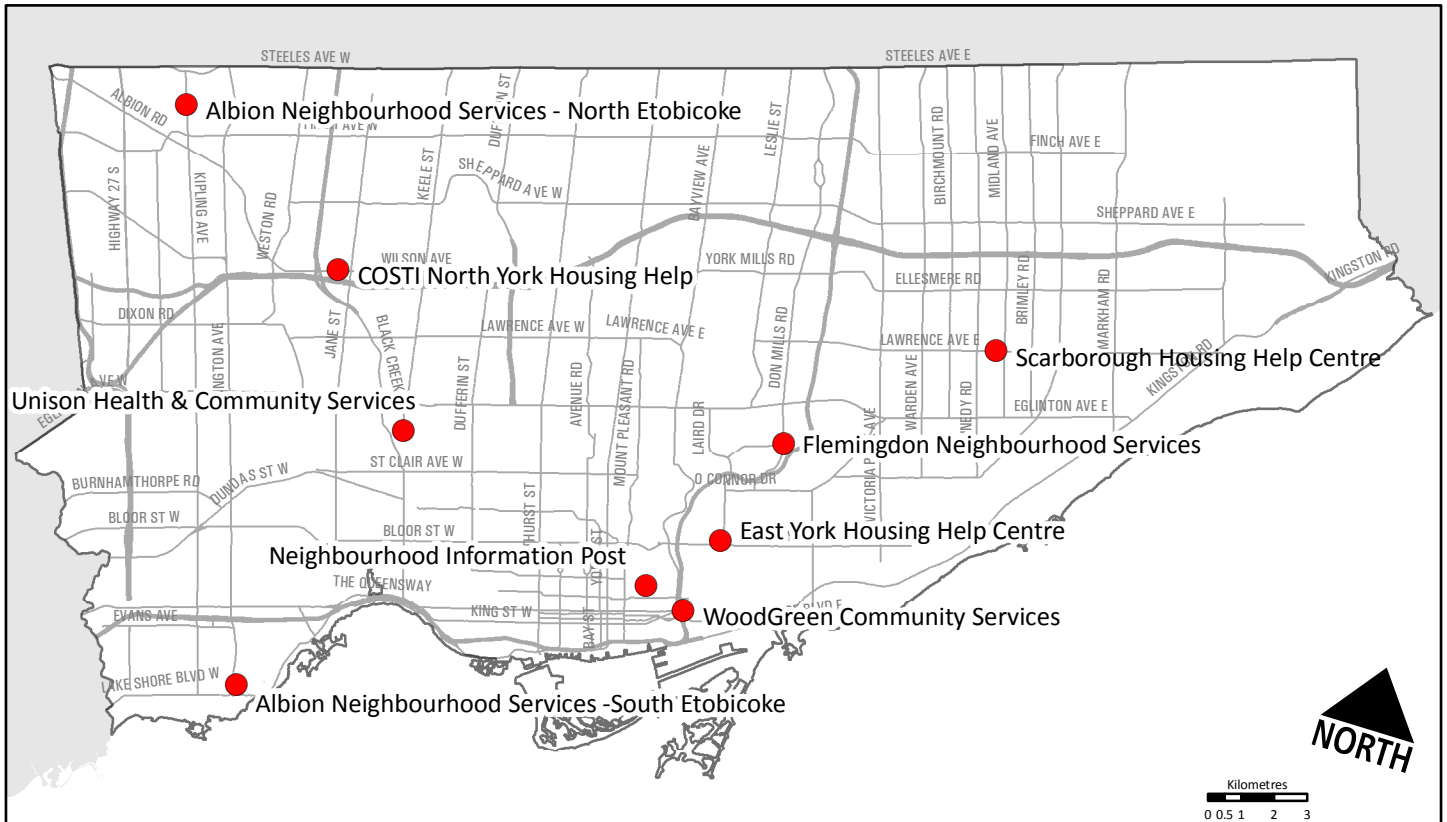 STEELES AVE W
STEELES AVE E
ALBION RD
Albion Neighbourhood Services - North Etobicoke
LESLIE ST
BIRCHMOUNT RD
MIDLAND AVE
FINCH AVE E
KEELE ST
SHEPPARD AVE W
BAYVIEW AVE
HIGHWAY 27 S
KIPLING AVE
WESTON RD
SHEPPARD AVE E
WILSON AVE
COSTI North York Housing Help
YORK MILLS RD
ELLESMERE RD
KINGSTON RD
BRIMLEY RD
MARKHAM RD
DIXON RD
JANE ST
BLACK CREEK
LAWRENCE AVE W
LAWRENCE AVE E
DON MILLS RD
LAWRENCE AVE E
Scarborough Housing Help Centre
KINGSTON RD
Unison Health & Community Services
DUFFERIN ST
AVENUE RD
MOUNT PLEASANT RD
LAIRD DR
WARDEN AVE
EGLINTON AVE E
Flemingdon Neighbourhood Services
ST CLAIR AVE W
O CONNOR DR
BURNHAMTHORPE RD
DUNDAS ST W
BLOOR ST W
BLOOR ST W
East York Housing Help Centre
Neighbourhood Information Post
THE QUEENSWAY
EVANS AVE
KING ST W
BAY ST
WoodGreen Community Services
LAKE SHORE BLVD W
Albion Neighbourhood Services -South Etobicoke
NORTH
Kilometres
0 0.5 1 2 3